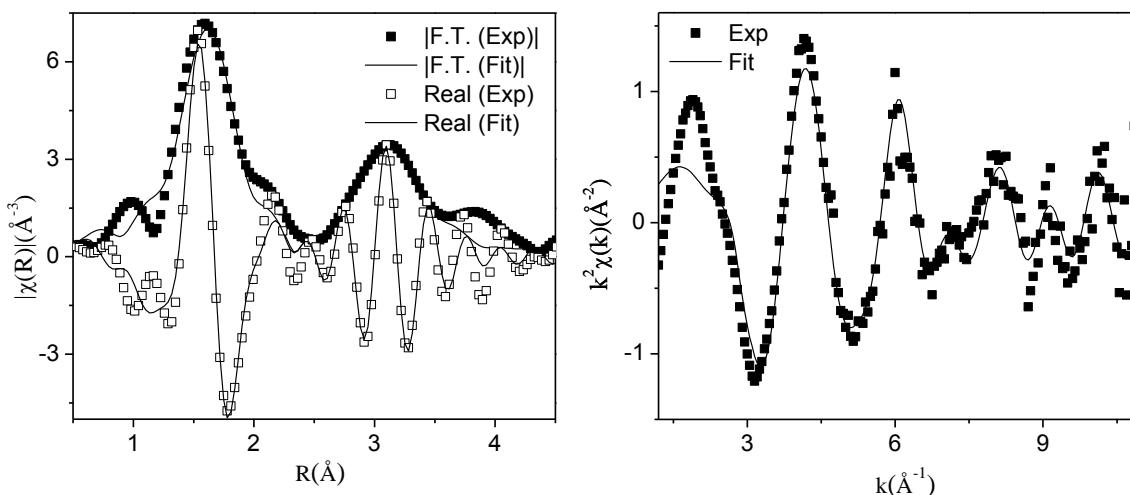 |F.T. (Exp)|
|F.T. (Fit)|
Real (Exp)
Real (Fit)
|χ(R)|(Å⁻³)
6
3
0
-3
1 2 3 4
R(Å)
Exp
Fit
k²χ(k)(Å⁻²)
1
0
-1
3 6 9
k(Å⁻¹)